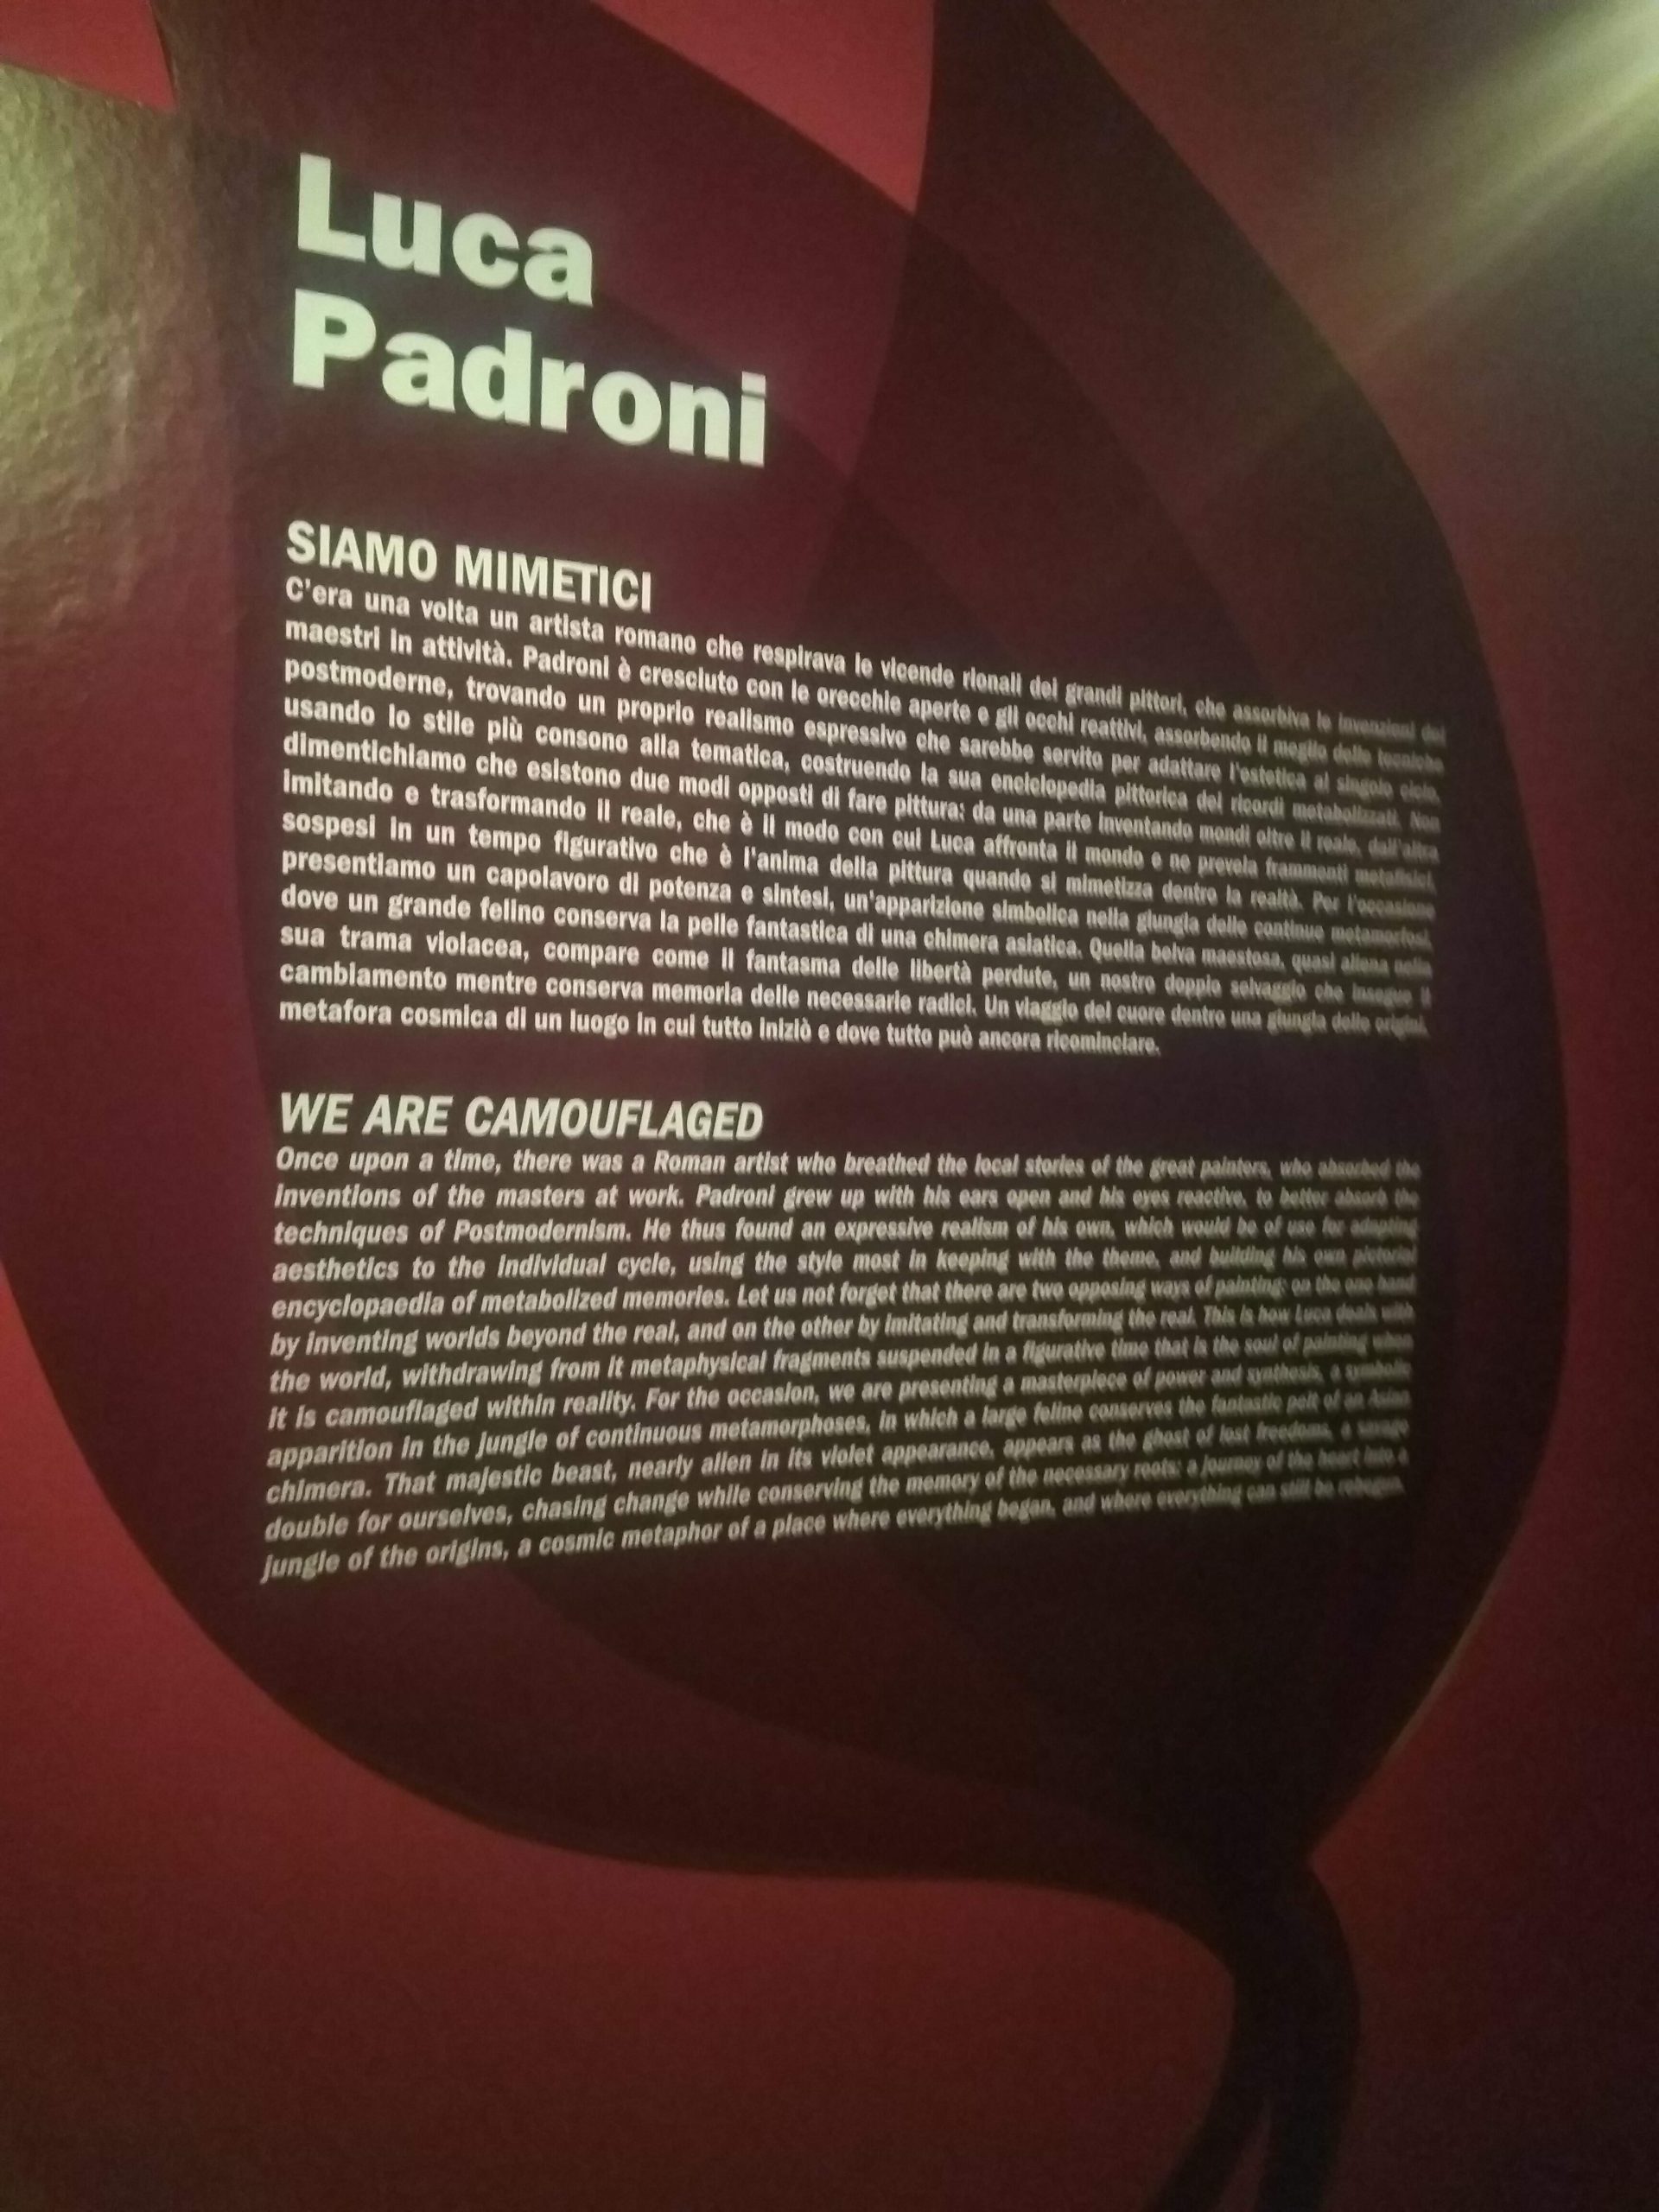 Luca
Padroni
SIAMO MIMETICI
C'era una volta un artista romano che respirava le vicende rionali dei grandi pittori, che assorbiva le invenzioni dei
maestri in attività. Padroni è cresciuto con le orecchie aperte e gli occhi reattivi, assorbendo il meglio delle tecniche
postmoderne, trovando un proprio realismo espressivo che sarebbe servito per adattare l'estetica al singolo ciclo,
usando lo stile più consono alla tematica, costruendo la sua enciclopedia pittorica dei ricordi metabolizzati. Non
dimentichiamo che esistono due modi opposti di fare pittura: da una parte inventando mondi oltre il reale, dall'altra
imitando e trasformando il reale, che è il modo con cui Luca affronta il mondo e ne prevela frammenti metafisici,
sospesi in un tempo figurativo che è l'anima della pittura quando si mimetizza dentro la realtà. Per l'occasione
presentiamo un capolavoro di potenza e sintesi, un'apparizione simbolica nella giungla delle continue metamorfosi,
dove un grande felino conserva la pelle fantastica di una chimera asiatica. Quella belva maestosa, quasi aliena nella
sua trama violacea, compare come il fantasma delle libertà perdute, un nostro doppio selvaggio che insegue il
cambiamento mentre conserva memoria delle necessarie radici. Un viaggio del cuore dentro una giungla delle origini,
metafora cosmica di un luogo in cui tutto iniziò e dove tutto può ancora ricominciare.
WE ARE CAMOUFLAGED
Once upon a time, there was a Roman artist who breathed the local stories of the great painters, who absorbed the
inventions of the masters at work. Padroni grew up with his ears open and his eyes reactive, to better absorb the
techniques of Postmodernism. He thus found an expressive realism of his own, which would be of use for adapting
aesthetics to the individual cycle, using the style most in keeping with the theme, and building his own pictorial
encyclopaedia of metabolized memories. Let us not forget that there are two opposing ways of painting: on the one hand
by inventing worlds beyond the real, and on the other by imitating and transforming the real. This is how Luca deals with
the world, withdrawing from it metaphysical fragments suspended in a figurative time that is the soul of painting when
it is camouflaged within reality. For the occasion, we are presenting a masterpiece of power and synthesis, a symbolic
apparition in the jungle of continuous metamorphoses, in which a large feline conserves the fantastic pelt of an Asian
chimera. That majestic beast, nearly alien in its violet appearance, appears as the ghost of lost freedoms, a savage
double for ourselves, chasing change while conserving the memory of the necessary roots: a journey of the heart into a
jungle of the origins, a cosmic metaphor of a place where everything began, and where everything can still be rebegun.